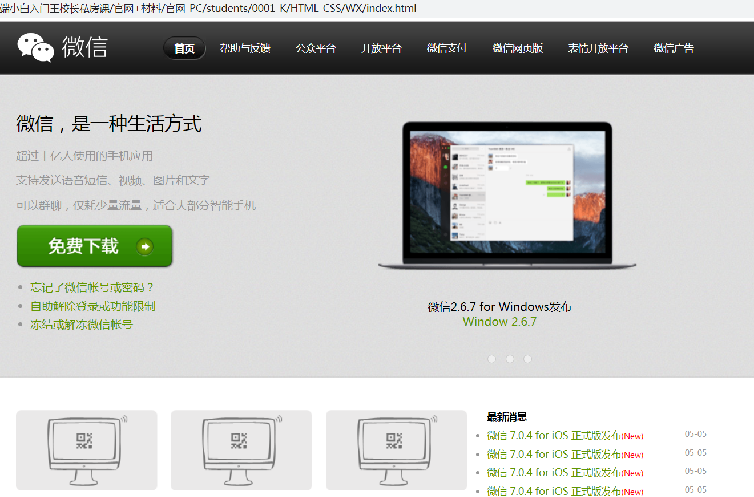 小白入门王校长私房课/官网+材料/官网-PC/students/0001-K/HTML-CSS/WX/index.html
微信
首页 帮助与反馈 公众平台 开放平台 微信支付 微信网页版 表情开放平台 微信广告
微信，是一种生活方式
超过十亿人使用的手机应用
支持发送语音短信、视频、图片和文字
可以群聊，仅耗少量流量，适合大部分智能手机
免费下载
忘记了微信帐号或密码？
自助解除登录或功能限制
冻结或解冻微信帐号
微信2.6.7 for Windows发布
Window 2.6.7
最新消息
微信 7.0.4 for iOS 正式版发布(New) 05-05
微信 7.0.4 for iOS 正式版发布(New) 05-05
微信 7.0.4 for iOS 正式版发布(New) 05-05
微信 7.0.4 for iOS 正式版发布(New) 05-05